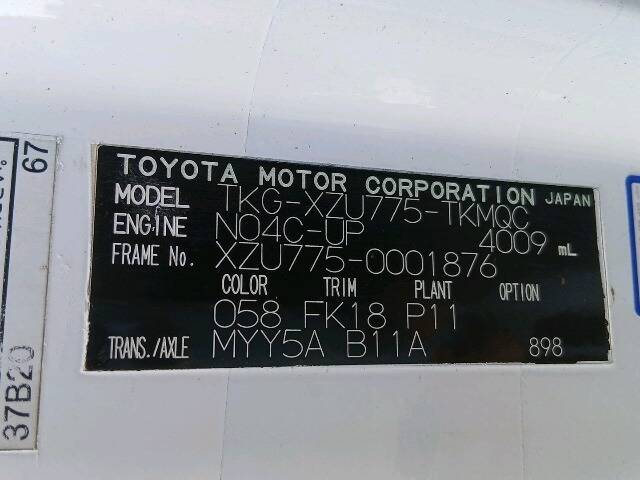 TOYOTA MOTOR CORPORATION JAPAN
MODEL TKG-XZU775-TKMQC
ENGINE N04C-UP 4009 mL
FRAME No. XZU775-0001876
COLOR TRIM PLANT OPTION
058 FK18 P11
TRANS./AXLE MYY5A B11A 898
67
37B20